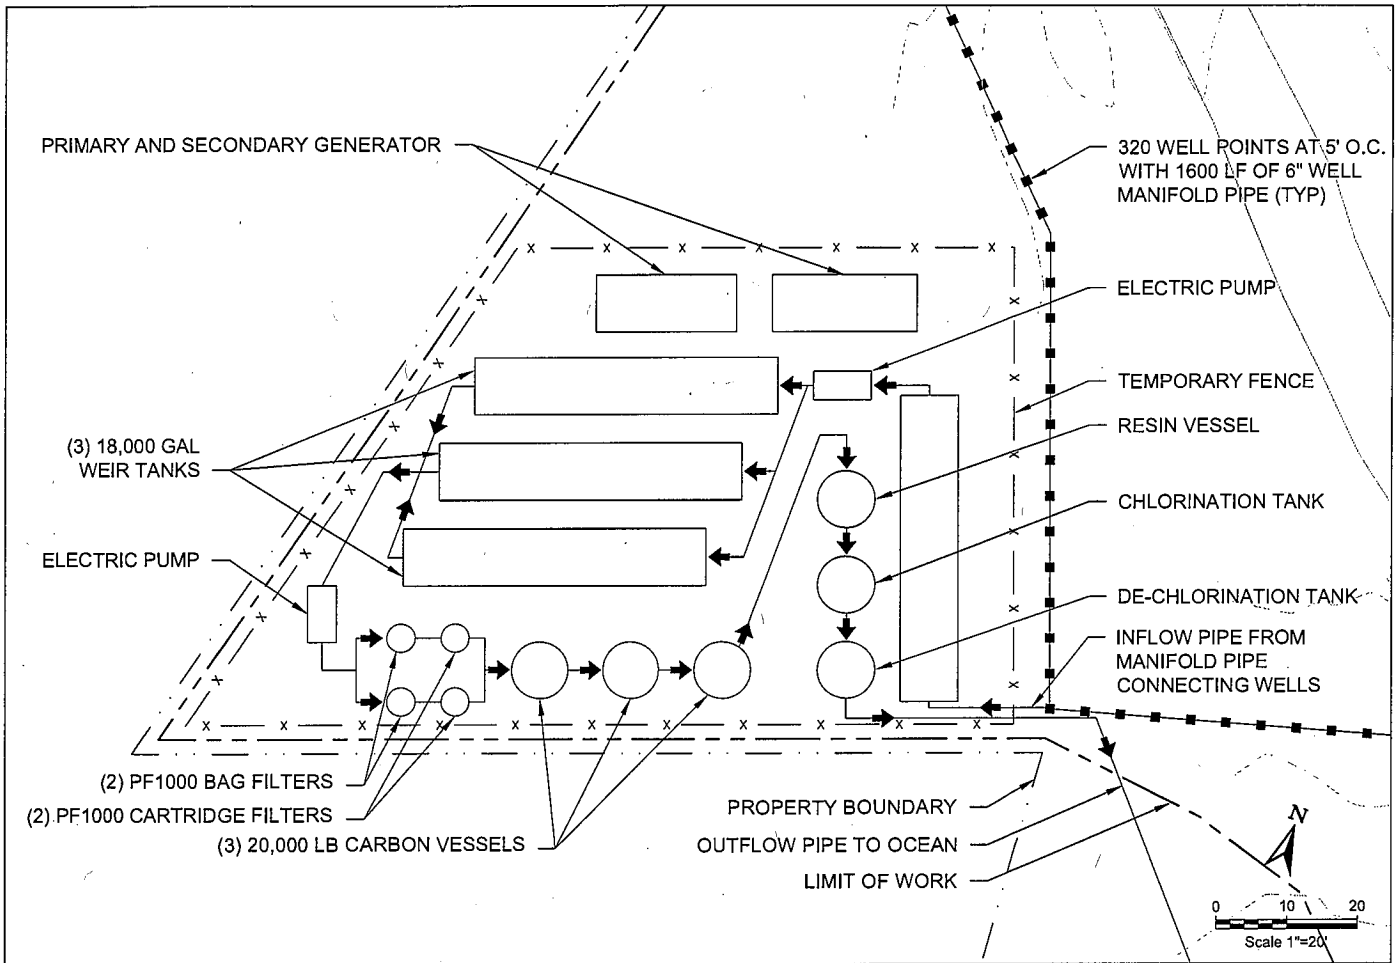 PRIMARY AND SECONDARY GENERATOR
320 WELL POINTS AT 5' O.C.
WITH 1600 LF OF 6" WELL
MANIFOLD PIPE (TYP)
ELECTRIC PUMP
TEMPORARY FENCE
RESIN VESSEL
(3) 18,000 GAL
WEIR TANKS
CHLORINATION TANK
ELECTRIC PUMP
DE-CHLORINATION TANK
INFLOW PIPE FROM
MANIFOLD PIPE
CONNECTING WELLS
(2) PF1000 BAG FILTERS
(2) PF1000 CARTRIDGE FILTERS
(3) 20,000 LB CARBON VESSELS
PROPERTY BOUNDARY
OUTFLOW PIPE TO OCEAN
LIMIT OF WORK
N
0 10 20
Scale 1"=20'